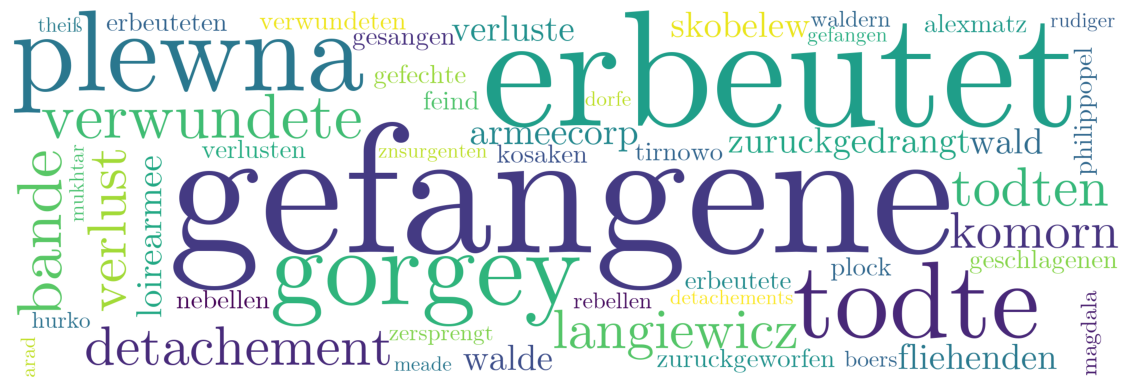 theiß
erbeuteten
verwundeten
gesangen
verluste
skobelew
waldern
gefangen
alexmatz
rudiger
plewna
gefechte
erbeutet
philippopel
feind
dorfe
verwundete
armeecorp
zuruckgedrangt
wald
verlusten
znsurgenten
kosaken
tirnowo
bande
mukhtar
verlust
loirearmee
gefangene
todten
komorn
gorgey
geschlagenen
plock
erbeutete
detachements
nebellen
rebellen
todte
magdala
hurko
zersprengt
langiewicz
arad
detachement
meade
walde
zuruckgeworfen
boers
fliehenden